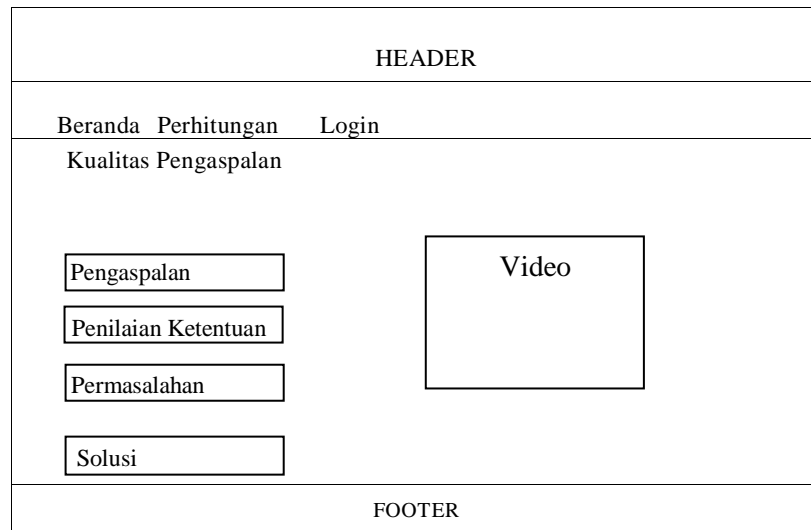 HEADER
Beranda Perhitungan Login
Kualitas Pengaspalan
Pengaspalan
Penilaian Ketentuan
Permasalahan
Solusi
Video
FOOTER